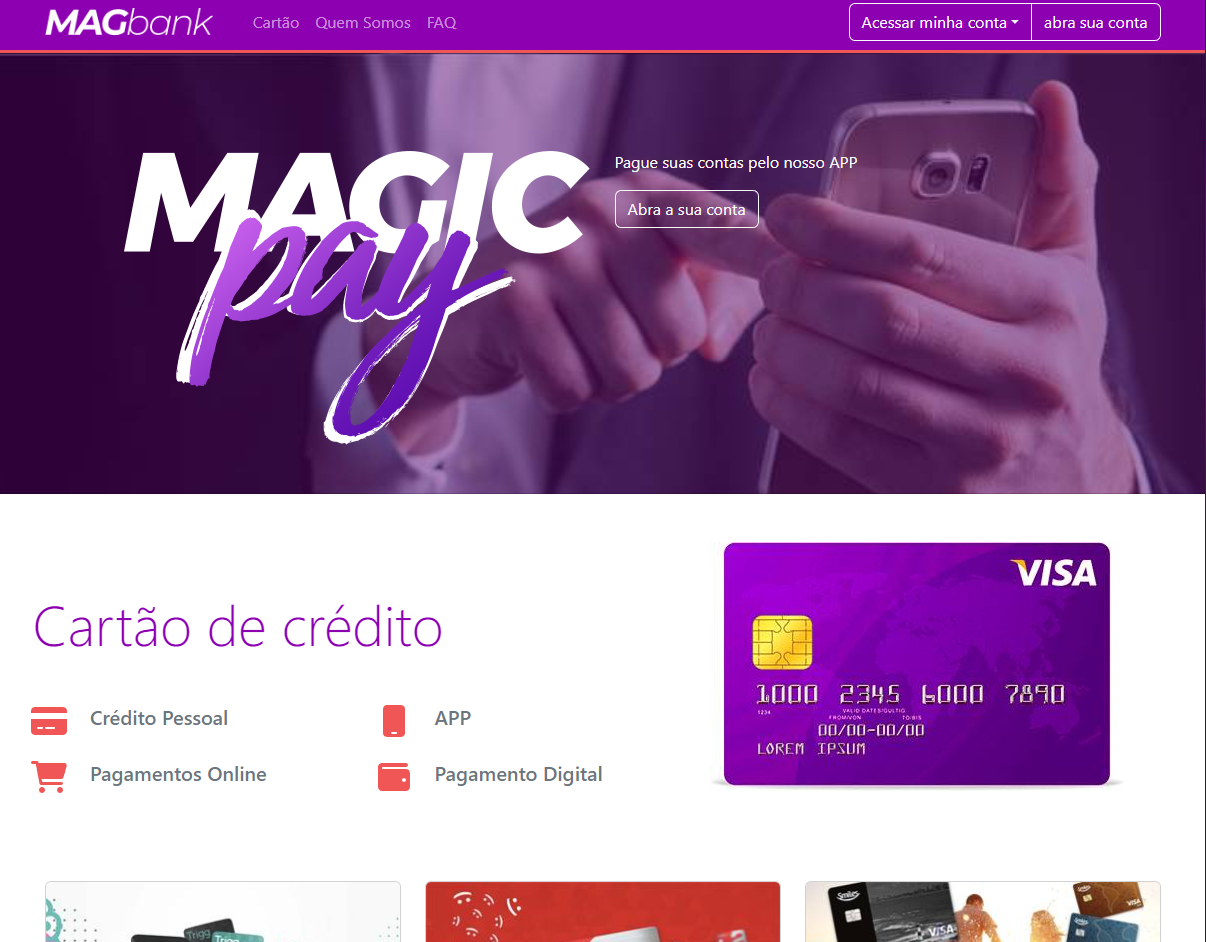 MAGbank
Cartão Quem Somos FAQ
Acessar minha conta abra sua conta
MAGIC
pay
Pague suas contas pelo nosso APP
Abra a sua conta
Cartão de crédito
Crédito Pessoal
APP
Pagamentos Online
Pagamento Digital
VISA
1000 2345 6000 7890
1234
VALID DATES/GULTIG
FROM/VON TO/BIS
00/00-00/00
LOREM IPSUM
Trigg
Trigg
Smiles
VISA
Smiles
VISA
Smiles